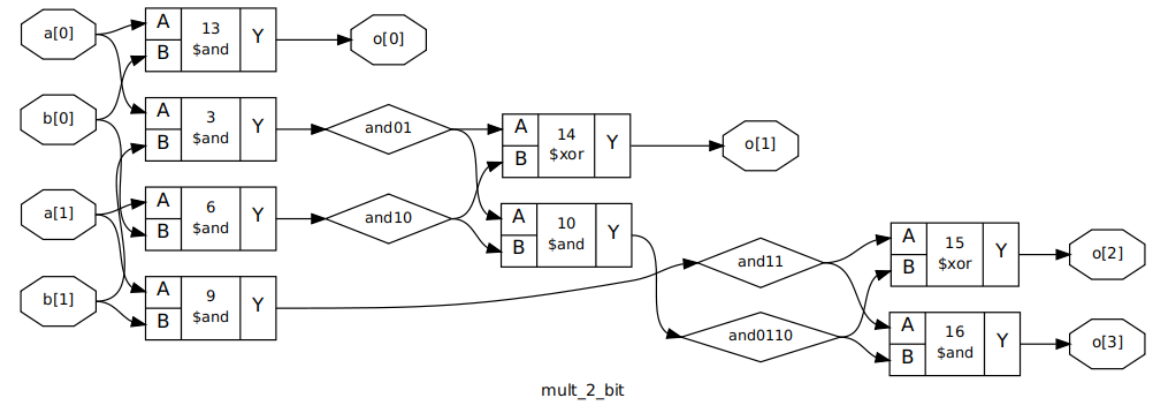 a[0]
b[0]
a[1]
b[1]
A
B
13
$and
Y
o[0]
A
B
3
$and
Y
and01
A
B
6
$and
Y
and10
A
B
9
$and
Y
A
B
14
$xor
Y
o[1]
A
B
10
$and
Y
and11
and0110
A
B
15
$xor
Y
o[2]
A
B
16
$and
Y
o[3]
mult_2_bit